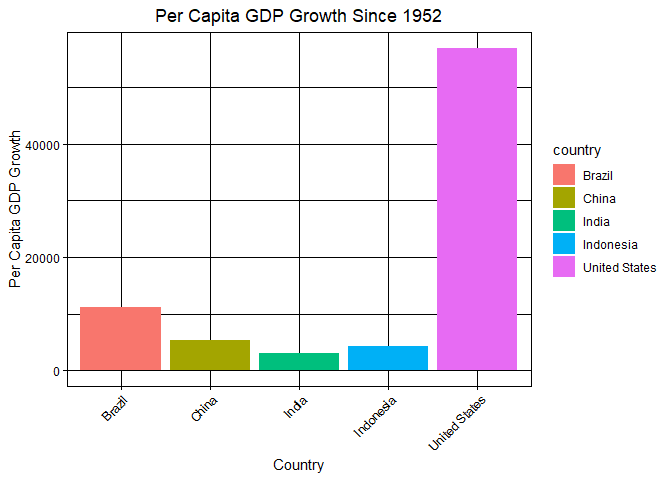 Per Capita GDP Growth Since 1952
Per Capita GDP Growth
40000
20000
0
Brazil
China
India
Indonesia
United States
Country
country
Brazil
China
India
Indonesia
United States